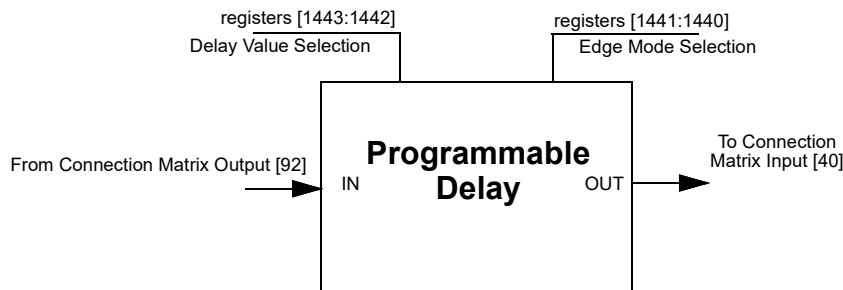 registers [1443:1442]
Delay Value Selection
registers [1441:1440]
Edge Mode Selection
From Connection Matrix Output [92]
IN
Programmable
Delay
OUT
To Connection
Matrix Input [40]